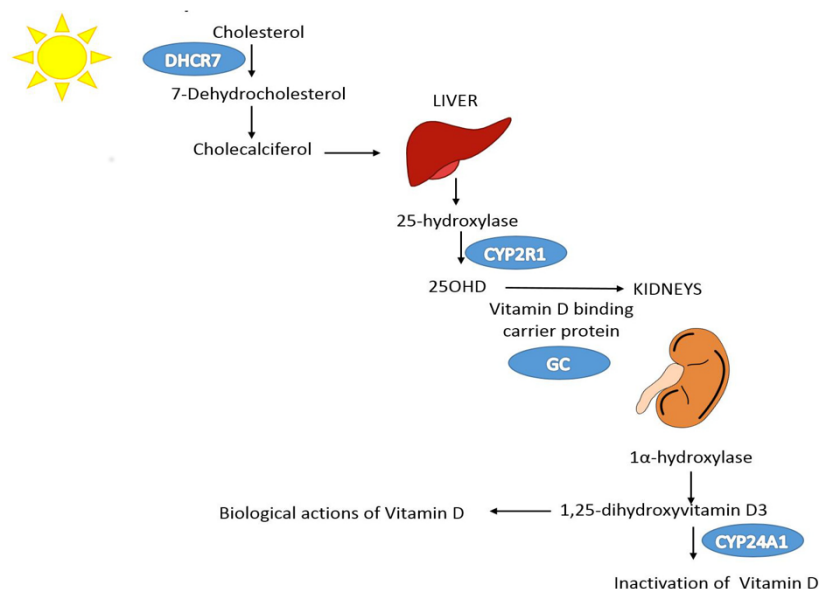 Cholesterol
DHCR7
7-Dehydrocholesterol
LIVER
Cholecalciferol
25-hydroxylase
CYP2R1
25OHD
KIDNEYS
Vitamin D binding
carrier protein
GC
1α-hydroxylase
Biological actions of Vitamin D
1,25-dihydroxyvitamin D3
CYP24A1
Inactivation of Vitamin D